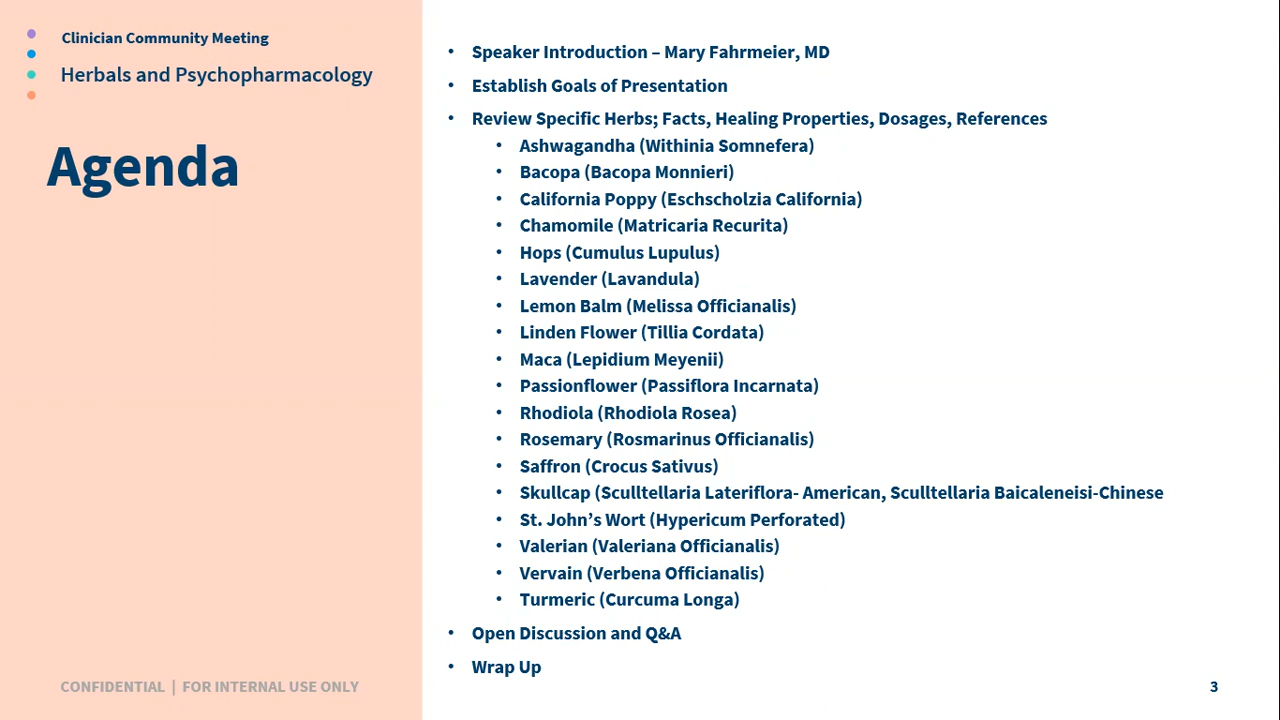 Clinician Community Meeting
Herbals and Psychopharmacology
Agenda
• Speaker Introduction – Mary Fahrmeier, MD
• Establish Goals of Presentation
• Review Specific Herbs; Facts, Healing Properties, Dosages, References
• Ashwagandha (Withinia Somnefera)
• Bacopa (Bacopa Monnieri)
• California Poppy (Eschscholzia California)
• Chamomile (Matricaria Recurita)
• Hops (Cumulus Lupulus)
• Lavender (Lavandula)
• Lemon Balm (Melissa Officianalis)
• Linden Flower (Tillia Cordata)
• Maca (Lepidium Meyenii)
• Passionflower (Passiflora Incarnata)
• Rhodiola (Rhodiola Rosea)
• Rosemary (Rosmarinus Officianalis)
• Saffron (Crocus Sativus)
• Skullcap (Sculltellaria Lateriflora- American, Sculltellaria Baicaleneisi-Chinese
• St. John’s Wort (Hypericum Perforated)
• Valerian (Valeriana Officianalis)
• Vervain (Verbena Officianalis)
• Turmeric (Curcuma Longa)
• Open Discussion and Q&A
• Wrap Up
CONFIDENTIAL | FOR INTERNAL USE ONLY
3